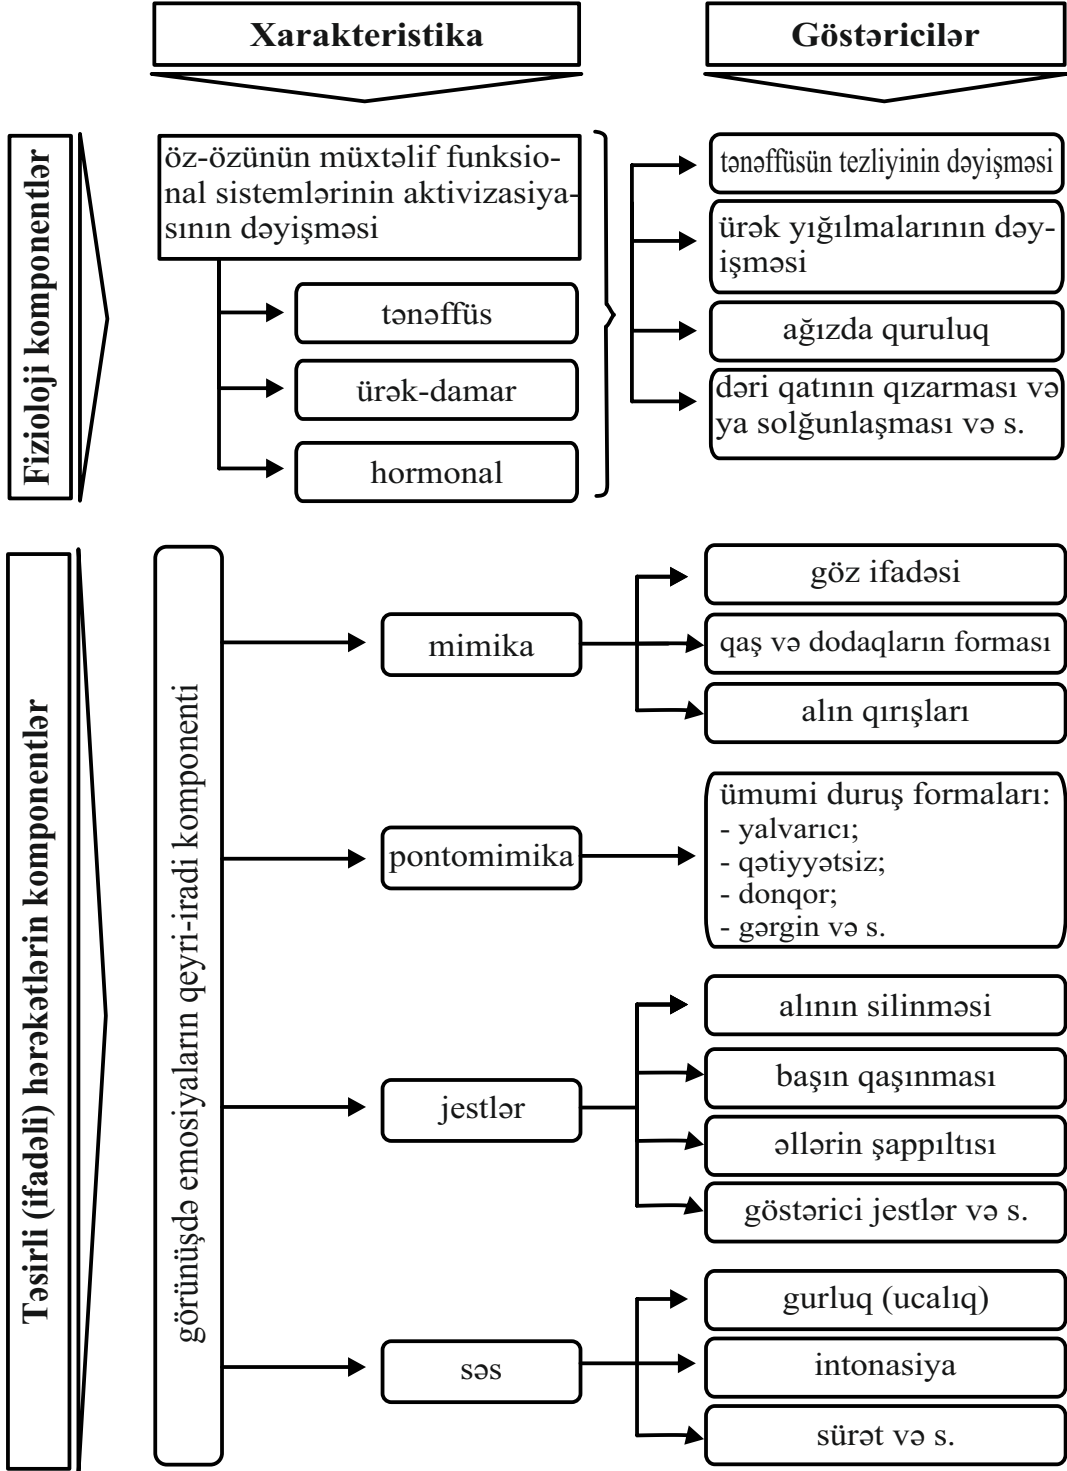 Xarakteristika
Göstəricilər
Fizioloji komponentlər
öz-özünün müxtəlif funksio-
nal sistemlərinin aktivizasiya-
sının dəyişməsi
tənəffüs
ürək-damar
hormonal
tənəffüsün tezliyinin dəyişməsi
ürək yığılmalarının dəy-
işməsi
ağızda quruluq
dəri qatının qızarması və
ya solğunlaşması və s.
Təsirli (ifadəli) hərəkətlərin komponentlər
görünüşdə emosiyaların qeyri-iradi komponenti
mimika
göz ifadəsi
qaş və dodaqların forması
alın qırışları
pontomimika
ümumi duruş formaları:
- yalvarıcı;
- qətiyyətsiz;
- donqor;
- gərgin və s.
jestlər
alının silinməsi
başın qaşınması
əllərin şappıltısı
göstərici jestlər və s.
səs
gurluq (ucalıq)
intonasiya
sürət və s.